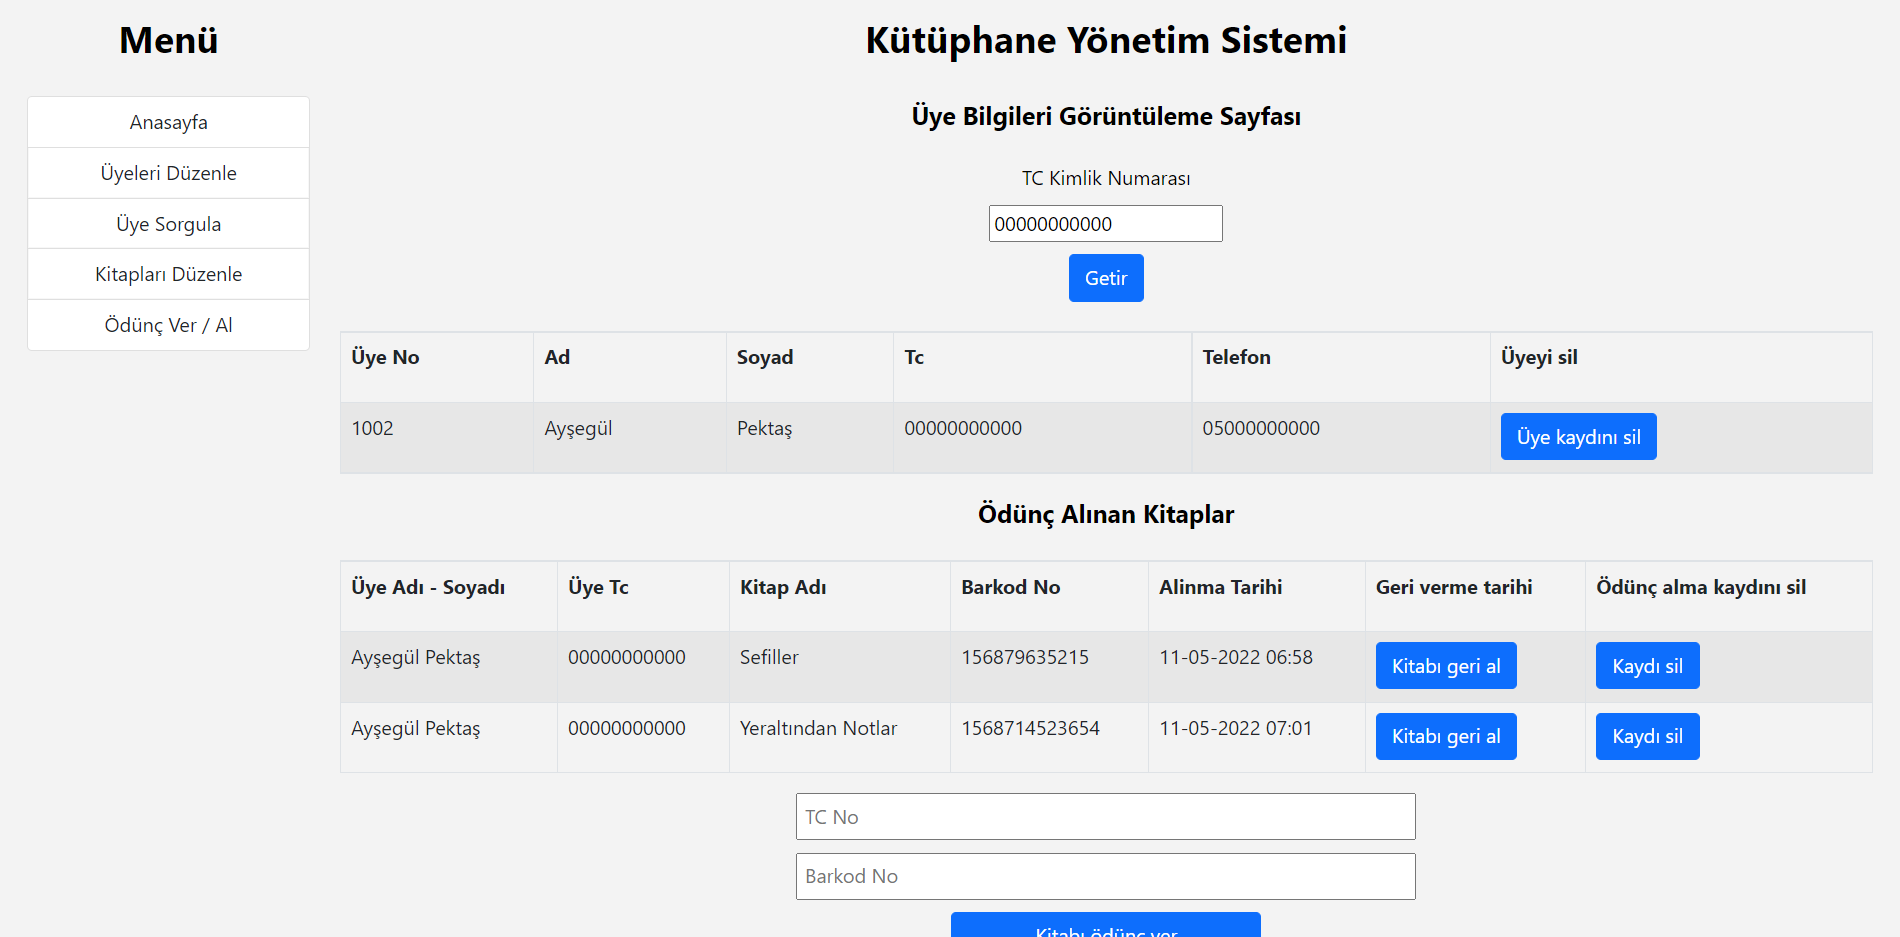 Menü
Anasayfa
Üyeleri Düzenle
Üye Sorgula
Kitapları Düzenle
Ödünç Ver / Al
Kütüphane Yönetim Sistemi
Üye Bilgileri Görüntüleme Sayfası
TC Kimlik Numarası
00000000000
Getir
Üye No Ad Soyad Tc Telefon Üyeyi sil
1002 Ayşegül Pektaş 00000000000 05000000000 Üye kaydını sil
Ödünç Alınan Kitaplar
Üye Adı - Soyadı Üye Tc Kitap Adı Barkod No Alinma Tarihi Geri verme tarihi Ödünç alma kaydını sil
Ayşegül Pektaş 00000000000 Sefiller 156879635215 11-05-2022 06:58 Kitabı geri al Kaydı sil
Ayşegül Pektaş 00000000000 Yeraltından Notlar 1568714523654 11-05-2022 07:01 Kitabı geri al Kaydı sil
TC No
Barkod No
Kitabı ödünç ver